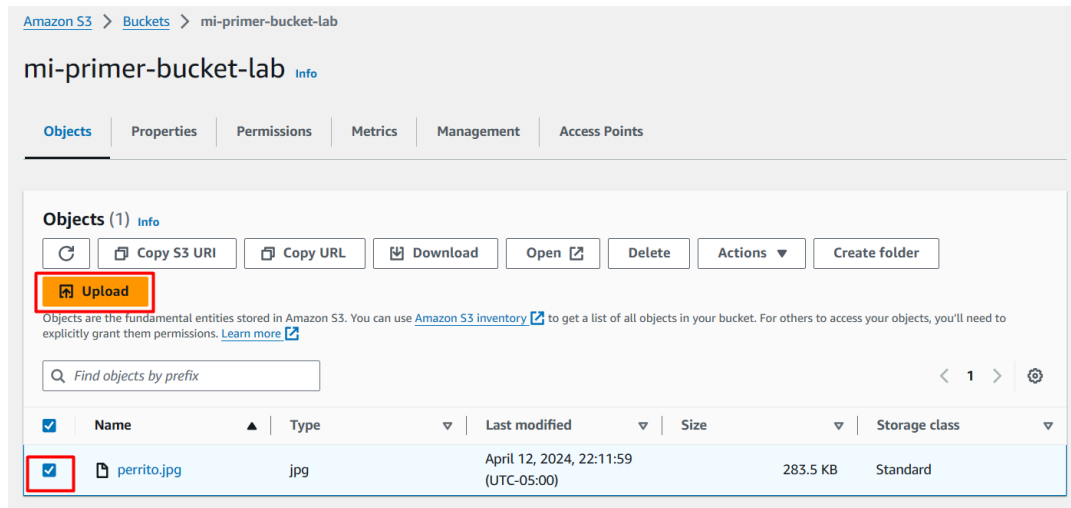 Amazon S3 > Buckets > mi-primer-bucket-lab
mi-primer-bucket-lab Info
Objects Properties Permissions Metrics Management Access Points
Objects (1) Info
Copy S3 URI Copy URL Download Open Delete Actions Create folder
Upload
Objects are the fundamental entities stored in Amazon S3. You can use Amazon S3 inventory to get a list of all objects in your bucket. For others to access your objects, you'll need to
explicitly grant them permissions. Learn more
Find objects by prefix
1
Name Type Last modified Size Storage class
perrito.jpg jpg April 12, 2024, 22:11:59 283.5 KB Standard
(UTC-05:00)